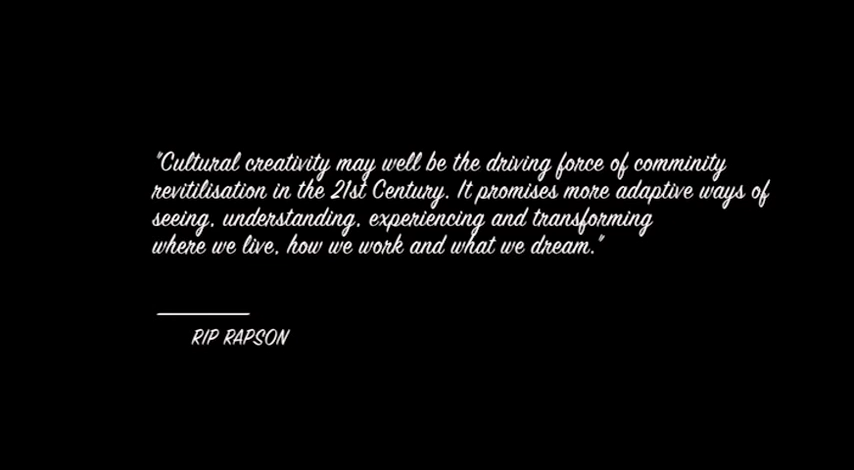 "Cultural creativity may well be the driving force of comminity
revitilisation in the 21st Century. It promises more adaptive ways of
seeing, understanding, experiencing and transforming
where we live, how we work and what we dream."
RIP RAPSON